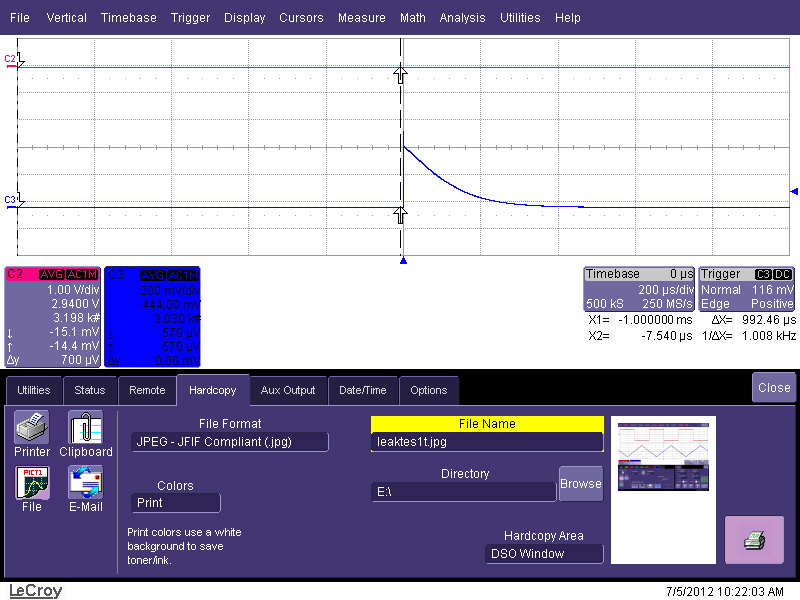 File Vertical Timebase Trigger Display Cursors Measure Math Analysis Utilities Help
C2
C3
C2 AVG AC1M
1.00 V/div
2.9400 V
3.198 k#
↓ -15.1 mV
↑ -14.4 mV
Δy 700 µV
C3 AVG AC1M
200 mV/div
-444.00 mV
3.030 k#
↓ 570 µV
↑ 570 µV
Δy 0.00 mV
Timebase 0 µs
200 µs/div
500 kS 250 MS/s
Trigger C3 DC
Normal 116 mV
Edge Positive
X1= -1.000000 ms ΔX= 992.46 µs
X2= -7.540 µs 1/ΔX= 1.008 kHz
Utilities Status Remote Hardcopy Aux Output Date/Time Options Close
Printer
Clipboard
PICT1
File
E-Mail
File Format
JPEG - JFIF Compliant (.jpg)
Colors
Print
Print colors use a white
background to save
toner/ink.
File Name
leaktes1t.jpg
Directory
E:\
Browse
Hardcopy Area
DSO Window
LeCroy
7/5/2012 10:22:03 AM